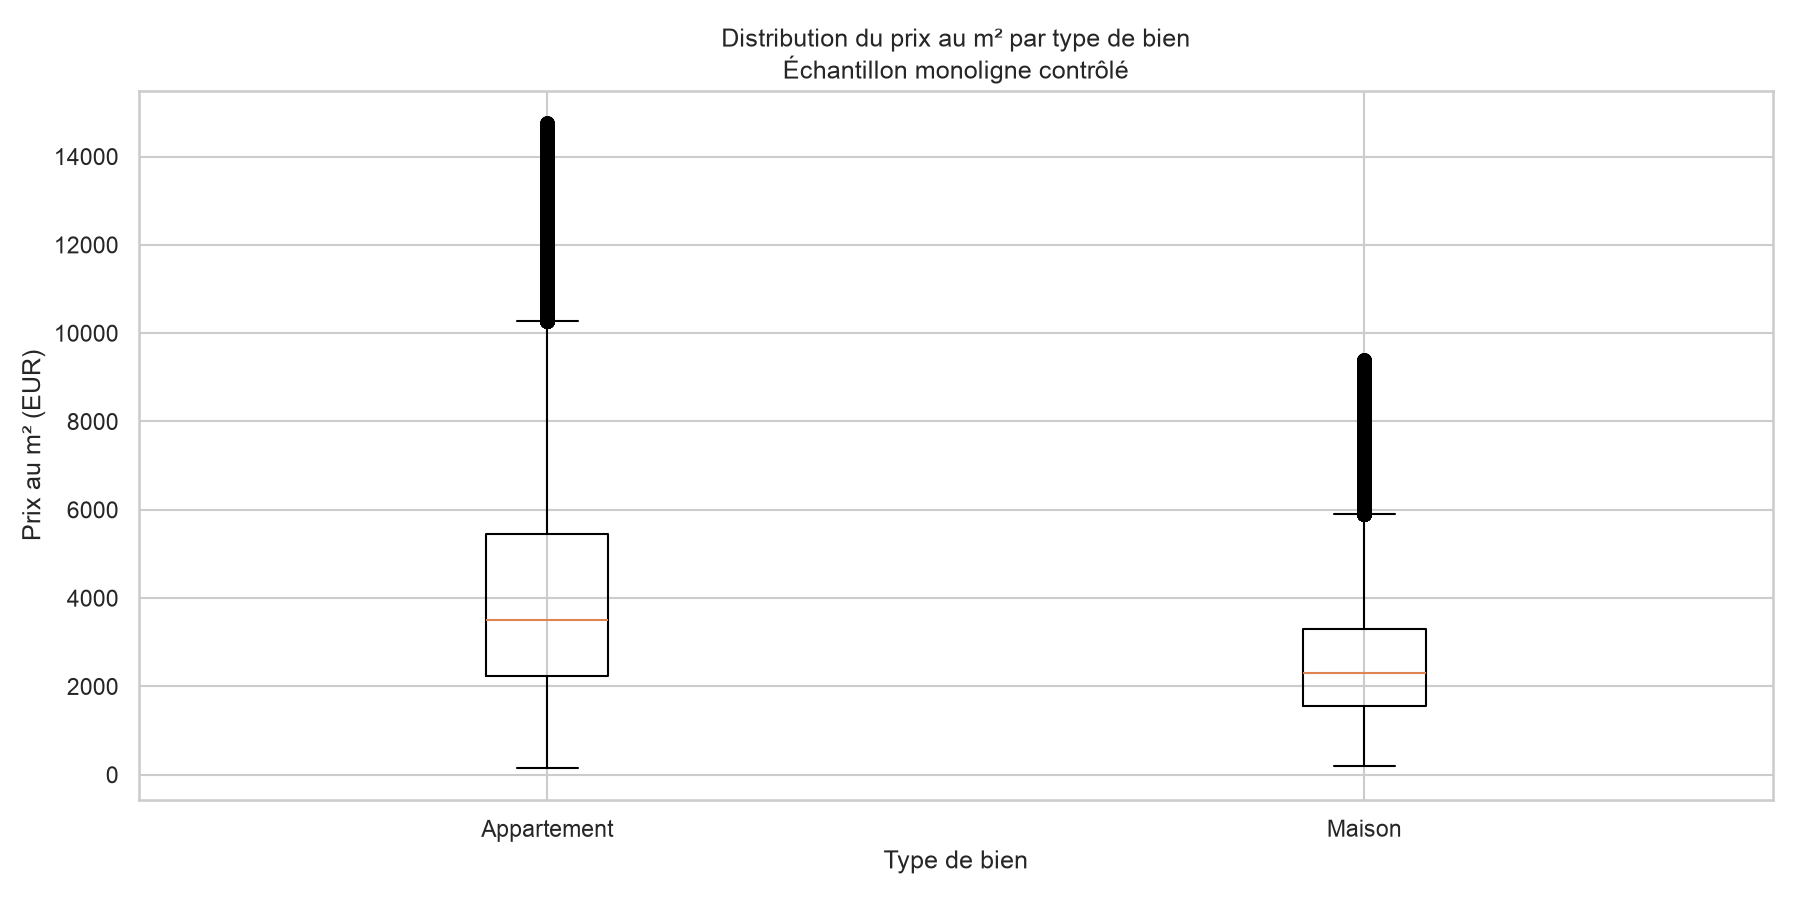 Distribution du prix au m² par type de bien
Échantillon monoligne contrôlé
14000
12000
10000
8000
6000
4000
2000
0
Prix au m² (EUR)
Appartement
Maison
Type de bien